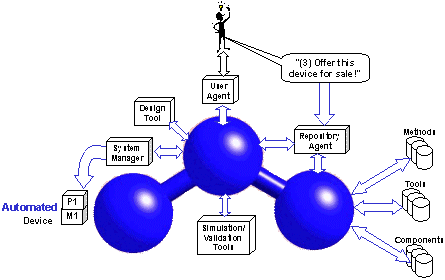 "(3) Offer this
device for sale!"
User
Agent
Design
Tool
System
Manager
Repository
Agent
Methods
Tools
Components
P1
M1
Automated
Device
Simulation/
Validation
Tools